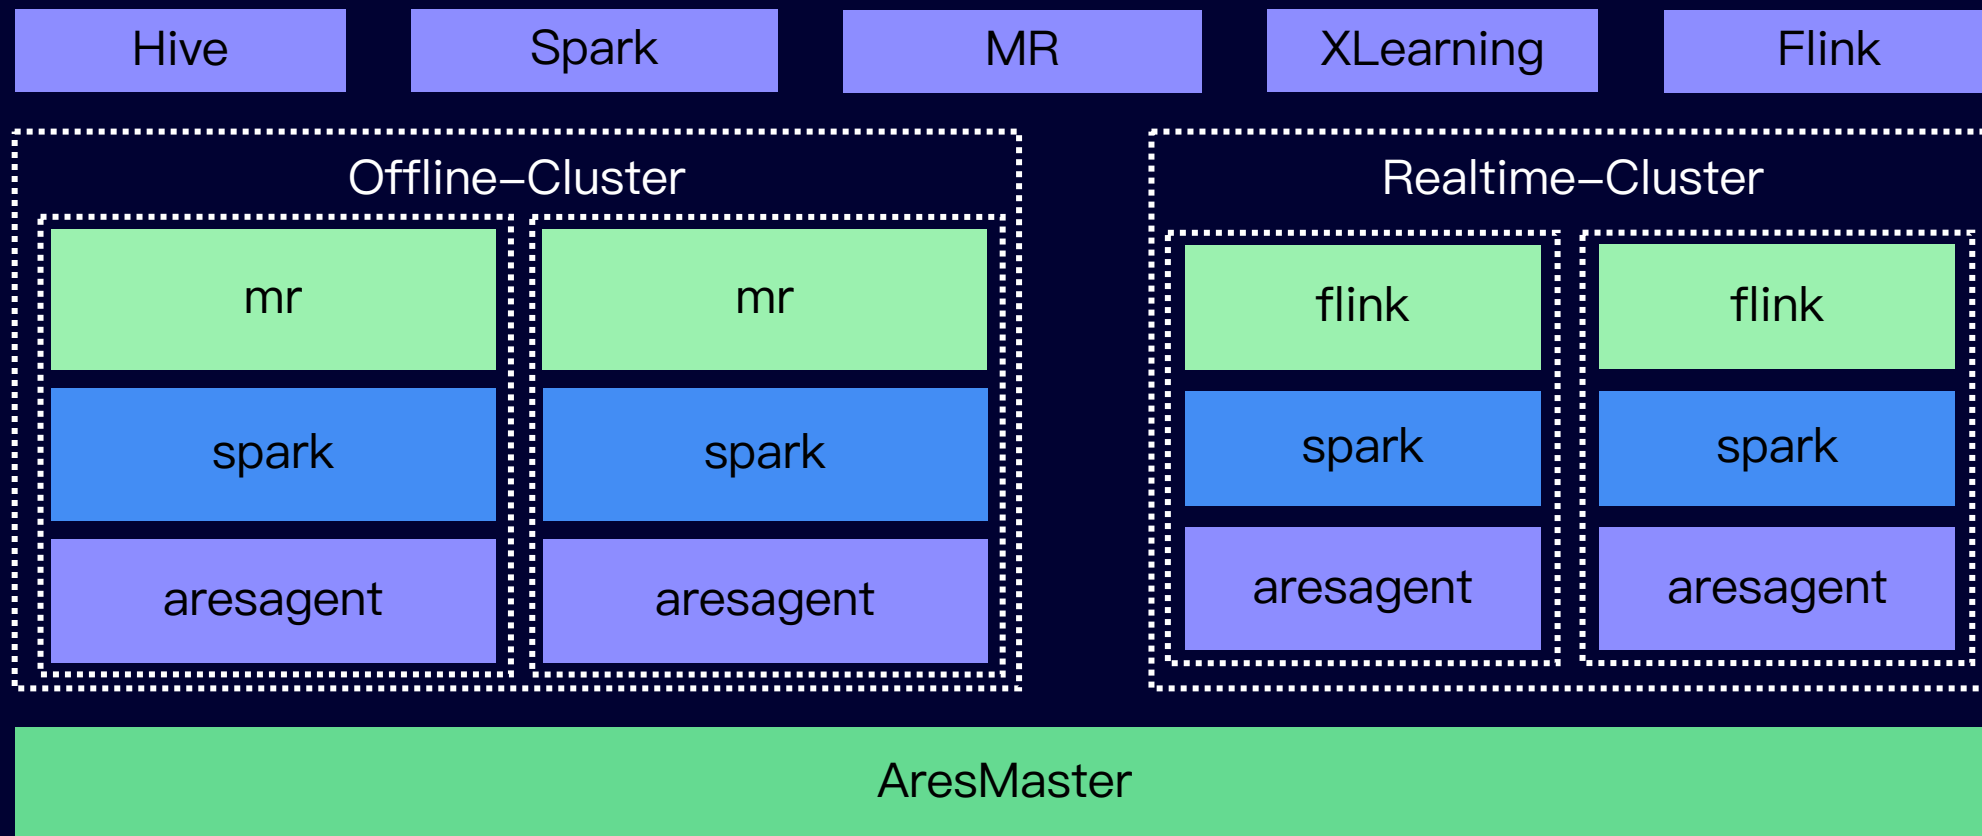 Hive
Spark
MR
XLearning
Flink
Offline-Cluster
mr
mr
spark
spark
aresagent
aresagent
Realtime-Cluster
flink
flink
spark
spark
aresagent
aresagent
AresMaster